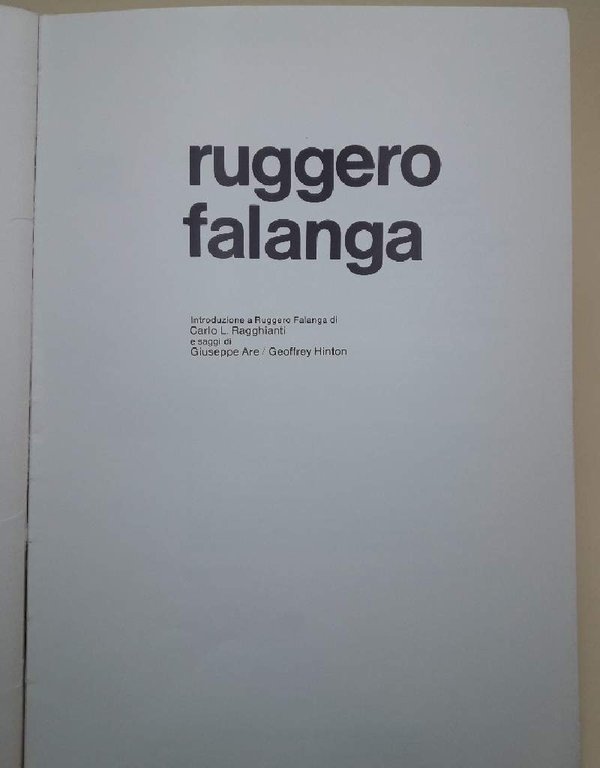 ruggero
falanga
Introduzione a Ruggero Falanga di
Carlo L. Ragghianti
e saggi di
Giuseppe Are / Geoffrey Hinton